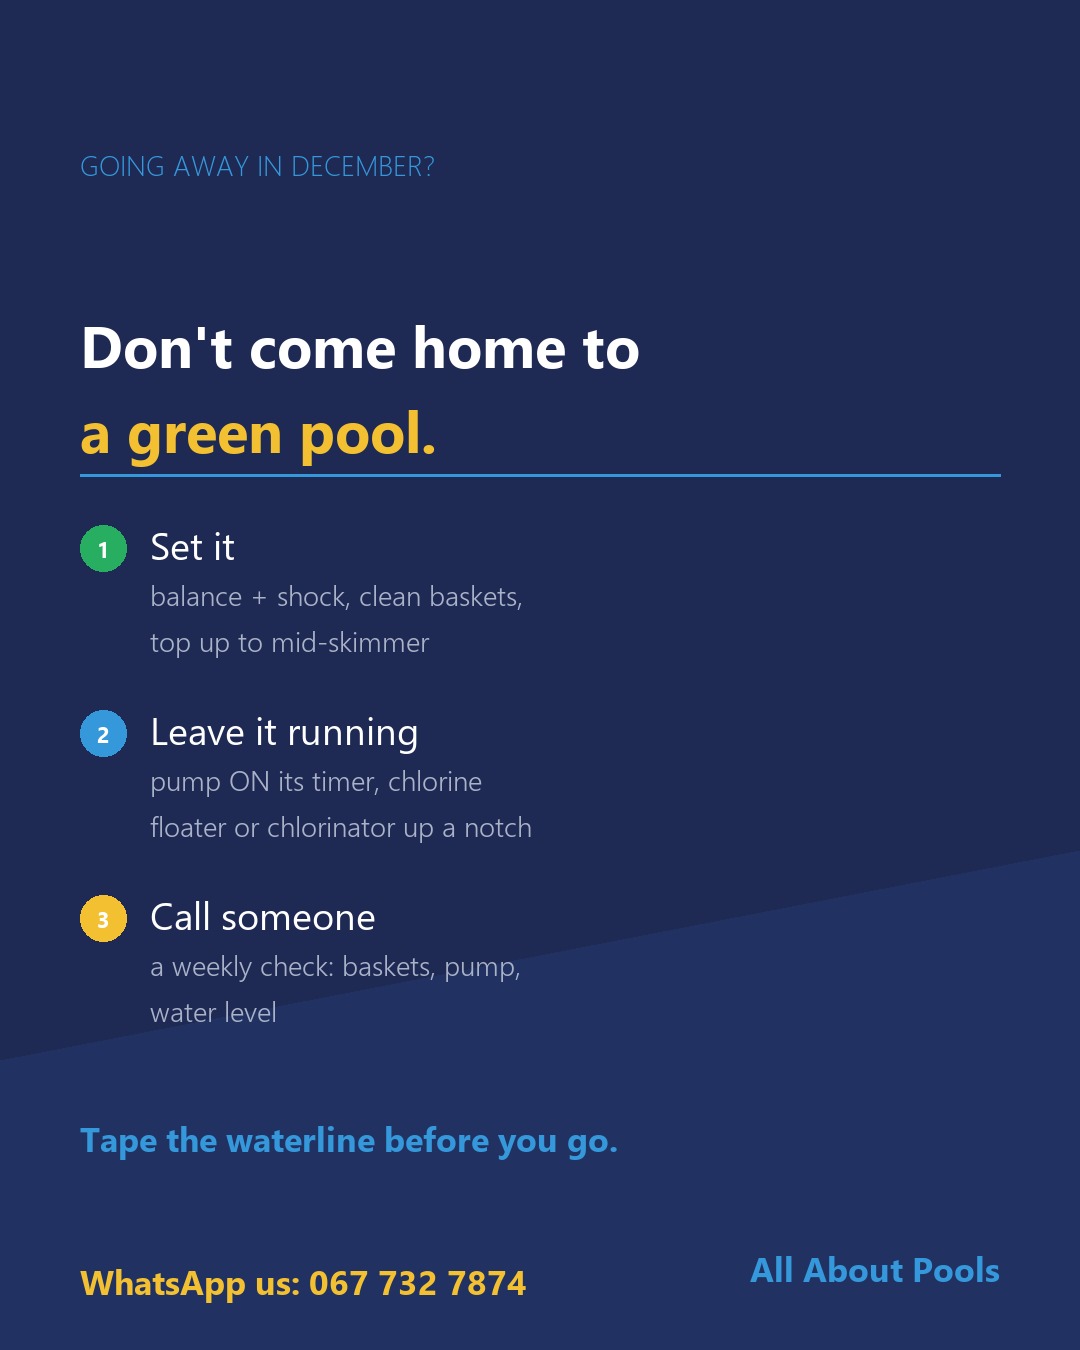 GOING AWAY IN DECEMBER?
Don't come home to
a green pool.
1 Set it
balance + shock, clean baskets,
top up to mid-skimmer
2 Leave it running
pump ON its timer, chlorine
floater or chlorinator up a notch
3 Call someone
a weekly check: baskets, pump,
water level
Tape the waterline before you go.
WhatsApp us: 067 732 7874
All About Pools